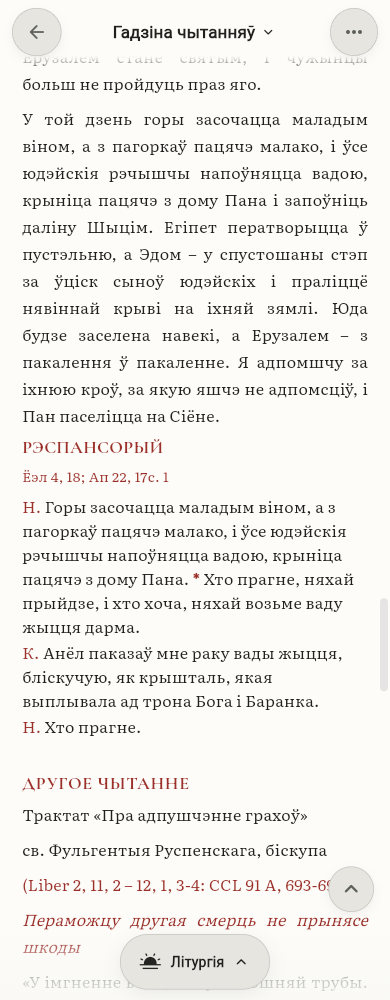 Гадзіна чытанняў
Ерузалем стане святым, і чужынцы
больш не пройдуць праз яго.
У той дзень горы засочацца маладым
віном, а з пагоркаў пацячэ малако, і ўсе
юдэйскія рэчышчы напоўняцца вадою,
крыніца пацячэ з дому Пана і запоўніць
даліну Шыцім. Егіпет ператворыцца ў
пустэльню, а Эдом – у спустошаны стэп
за ўціск сыноў юдэйскіх і праліццё
нявіннай крыві на іхняй зямлі. Юда
будзе заселена навекі, а Ерузалем – з
пакалення ў пакаленне. Я адпомшчу за
іхнюю кроў, за якую яшчэ не адпомсціў, і
Пан паселіцца на Сіёне.
РЭСПАНСОРЫЙ
Ёэл 4, 18; Ап 22, 17с. 1
Н. Горы засочацца маладым віном, а з
пагоркаў пацячэ малако, і ўсе юдэйскія
рэчышчы напоўняцца вадою, крыніца
пацячэ з дому Пана. * Хто прагне, няхай
прыйдзе, і хто хоча, няхай возьме ваду
жыцця дарма.
К. Анёл паказаў мне раку вады жыцця,
бліскучую, як крышталь, якая
выплывала ад трона Бога і Баранка.
Н. Хто прагне.
ДРУГОЕ ЧЫТАННЕ
Трактат «Пра адпушчэнне грахоў»
св. Фульгентыя Руспенскага, біскупа
(Liber 2, 11, 2 – 12, 1, 3-4: CCL 91 A, 693-69
Пераможцу другая смерць не прынясе
шкоды
Літургія
«У імгненне трубы.